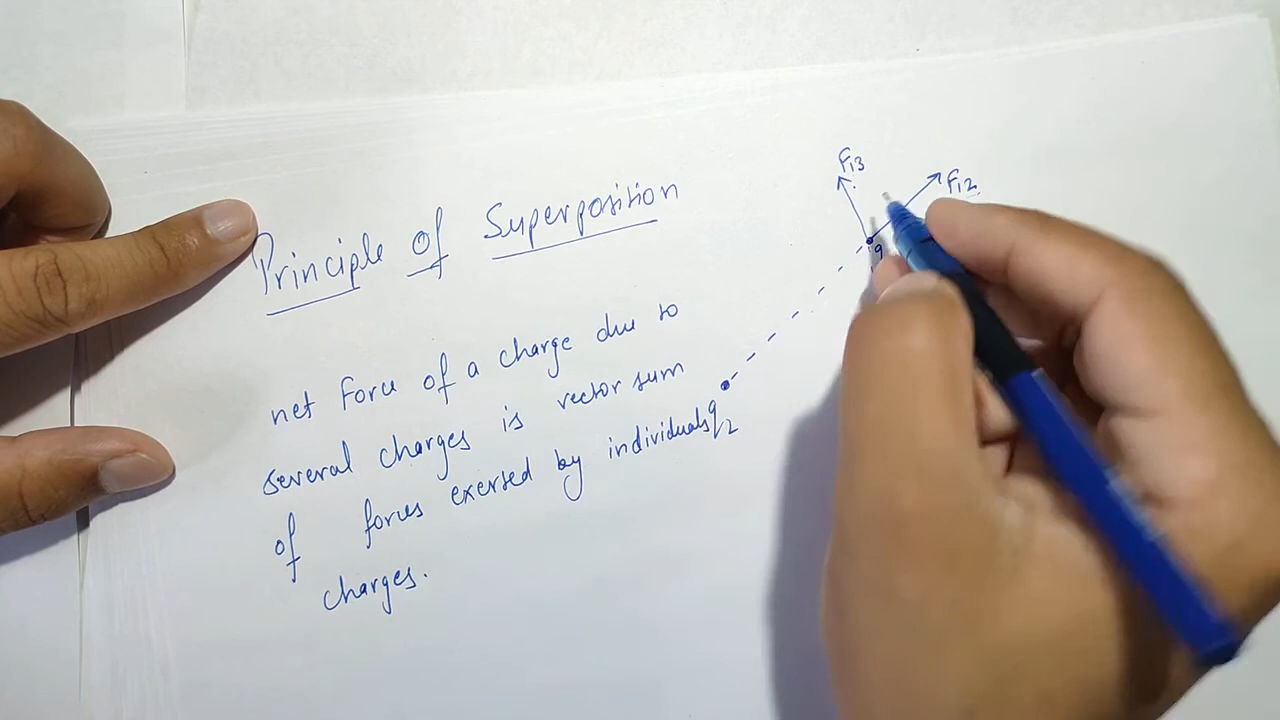 Principle of Superposition
net Force of a charge due to
several charges is vector sum
of forces exerted by individuals
charges.
F13
F12
q
q2